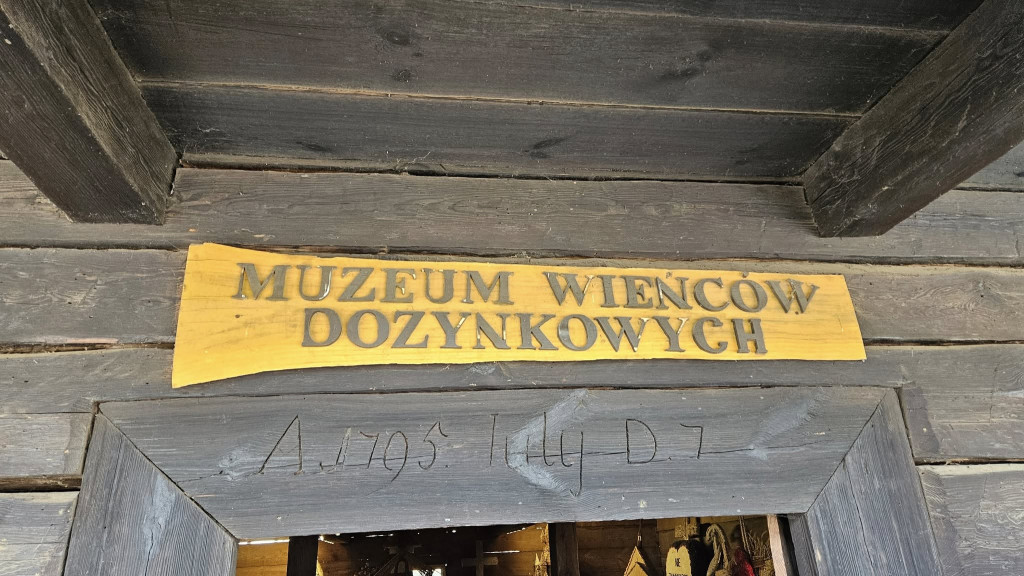 MUZEUM WIEŃCÓW
DOZYNKOWYCH
A 1795. Iuly D. 7